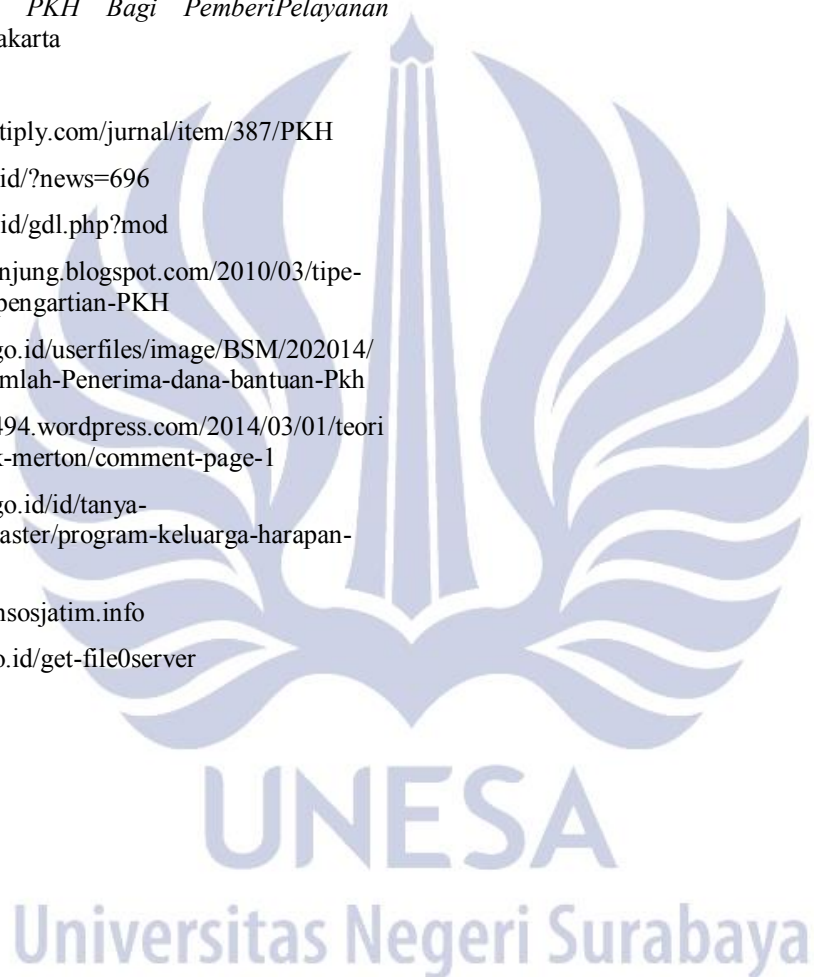 PKH Bagi PemberiPelayanan
akarta
tiply.com/jurnal/item/387/PKH
id/?news=696
id/gdl.php?mod
njung.blogspot.com/2010/03/tipe-
pengartian-PKH
go.id/userfiles/image/BSM/202014/
mlah-Penerima-dana-bantuan-Pkh
494.wordpress.com/2014/03/01/teori
k-merton/comment-page-1
go.id/id/tanya-
aster/program-keluarga-harapan-
nsosjatim.info
o.id/get-file0server
UNESA
Universitas Negeri Surabaya